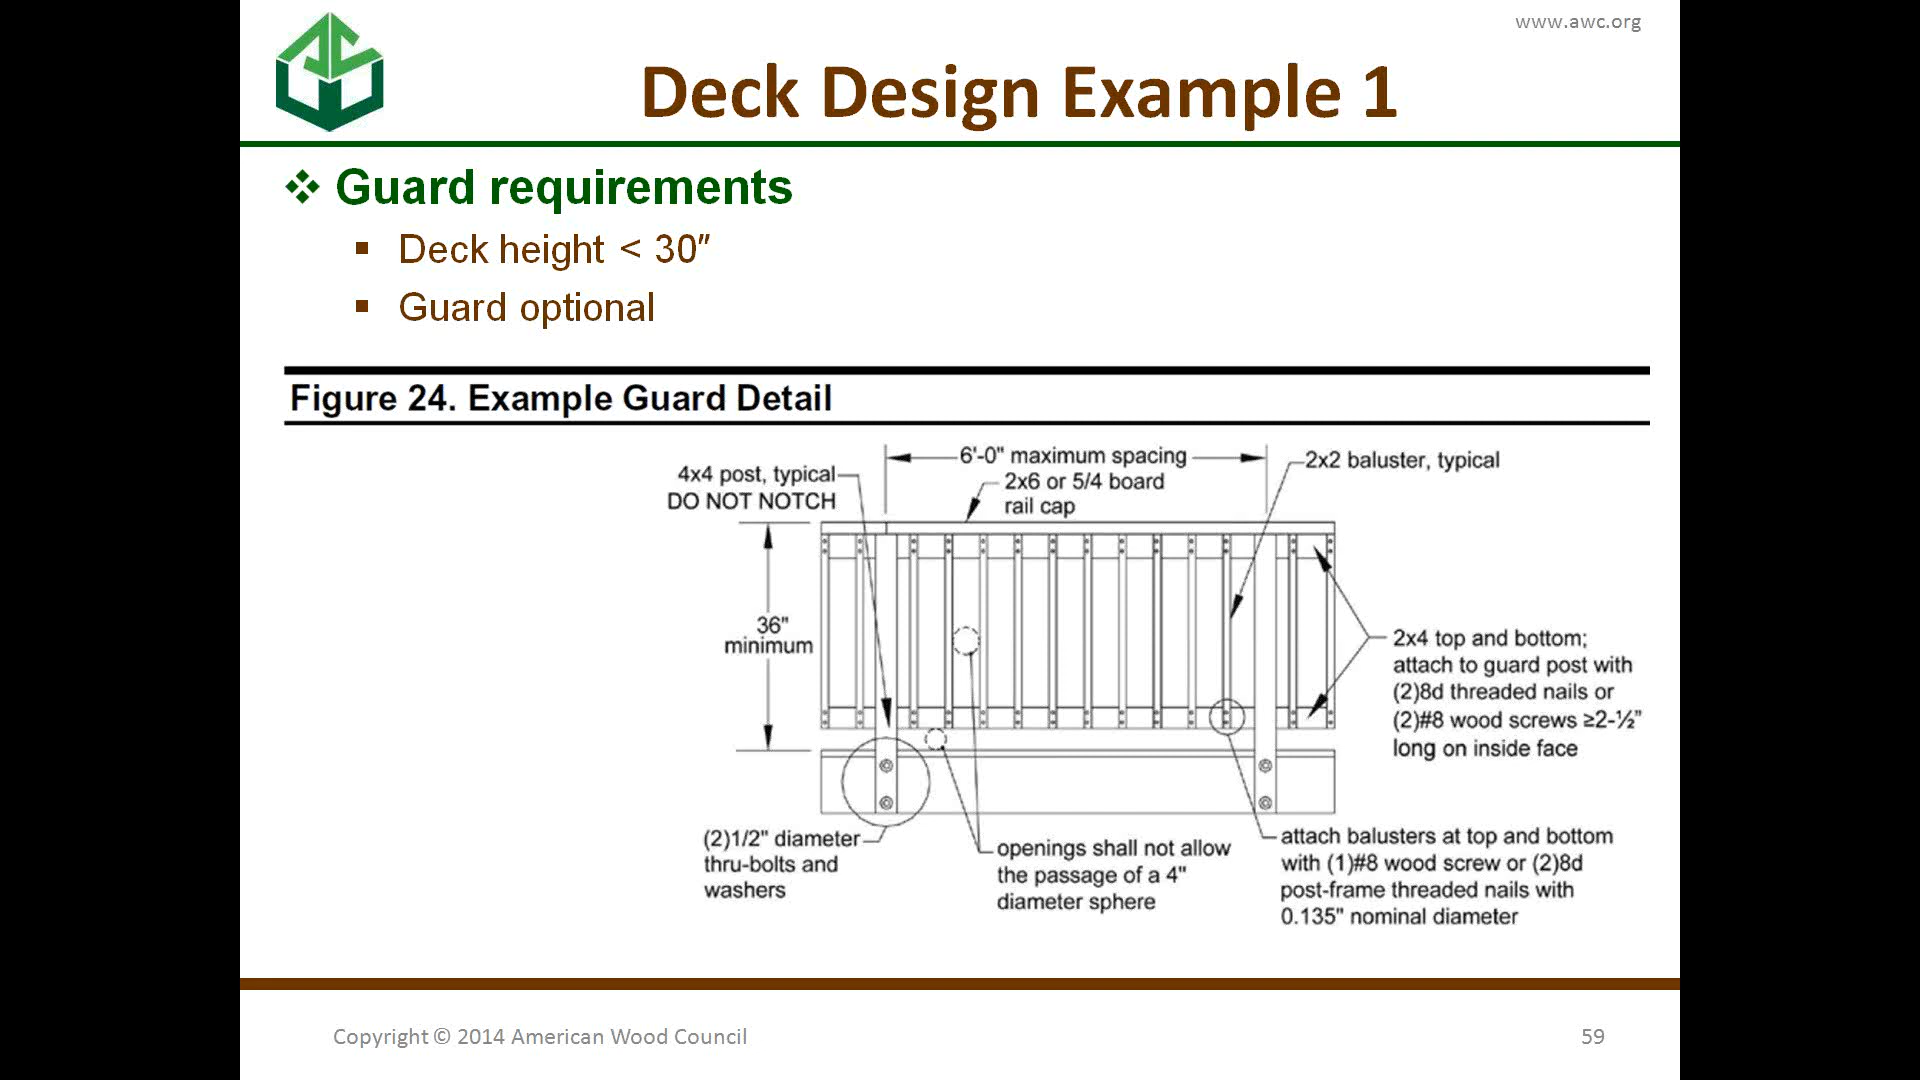 www.awc.org
Deck Design Example 1
Guard requirements
Deck height < 30″
Guard optional
Figure 24. Example Guard Detail
6'-0" maximum spacing
4x4 post, typical
DO NOT NOTCH
2x6 or 5/4 board
rail cap
2x2 baluster, typical
36"
minimum
2x4 top and bottom;
attach to guard post with
(2)8d threaded nails or
(2)#8 wood screws ≥2-½"
long on inside face
(2)1/2" diameter
thru-bolts and
washers
openings shall not allow
the passage of a 4"
diameter sphere
attach balusters at top and bottom
with (1)#8 wood screw or (2)8d
post-frame threaded nails with
0.135" nominal diameter
Copyright © 2014 American Wood Council
59